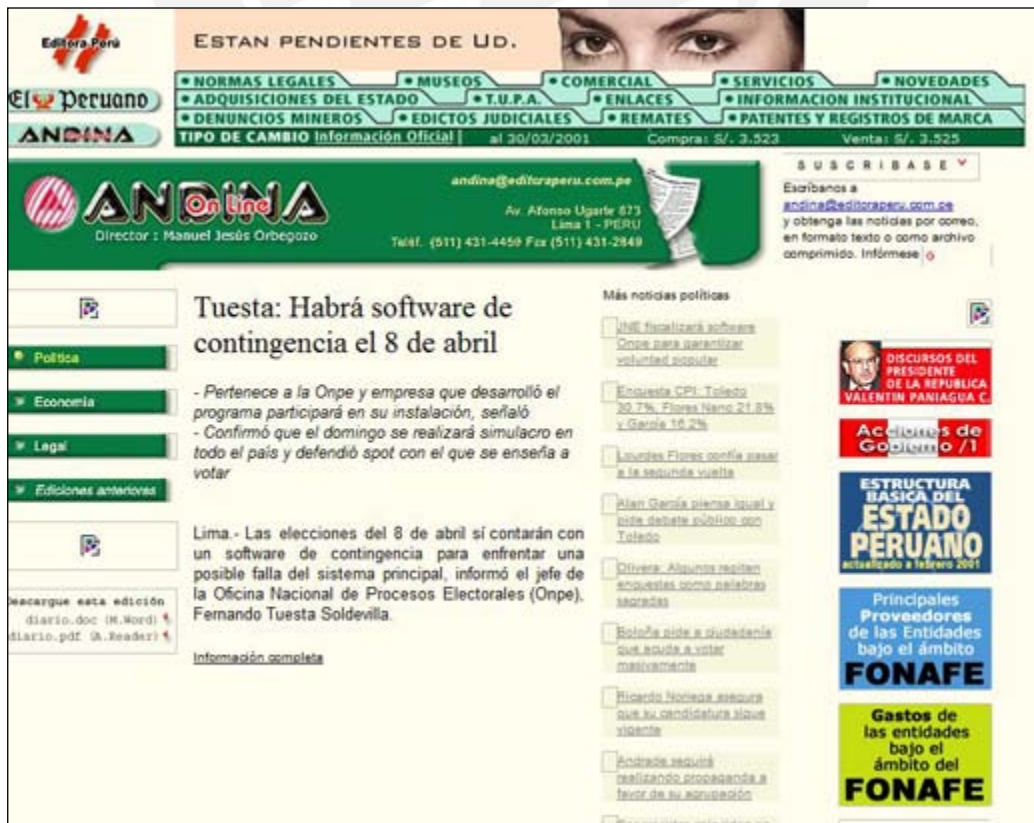 Editora Perú
ESTAN PENDIENTES DE UD.
El Peruano
ANDINA
• NORMAS LEGALES • MUSEOS • COMERCIAL • SERVICIOS • NOVEDADES
• ADQUISICIONES DEL ESTADO • T.U.P.A. • ENLACES • INFORMACION INSTITUCIONAL
• DENUNCIOS MINEROS • EDICTOS JUDICIALES • REMATES • PATENTES Y REGISTROS DE MARCA
TIPO DE CAMBIO Información Oficial | al 30/03/2001 Compra: S/. 3.523 Venta: S/. 3.525
ANDINA
On Line
Director : Manuel Jesús Orbegozo
andina@editoraperu.com.pe
Av. Afonso Ugarte 873
Lima 1 - PERU
Teléf. (511) 431-4459 Fax (511) 431-2849
SUSCRIBASE
Escríbanos a
andina@editoraperu.com.pe
y obtenga las noticias por correo,
en formato texto o como archivo
comprimido. Infórmese
Política
Economía
Legal
Ediciones anteriores
Descargue esta edición
diario.doc (M.Word)
diario.pdf (A.Reader)
Tuesta: Habrá software de
contingencia el 8 de abril
- Pertenece a la Onpe y empresa que desarrolló el
programa participará en su instalación, señaló
- Confirmó que el domingo se realizará simulacro en
todo el país y defendió spot con el que se enseña a
votar
Lima.- Las elecciones del 8 de abril sí contarán con
un software de contingencia para enfrentar una
posible falla del sistema principal, informó el jefe de
la Oficina Nacional de Procesos Electorales (Onpe),
Fernando Tuesta Soldevilla.
Información completa
Más noticias políticas
JNE fiscalizará software
Onpe para garantizar
voluntad popular
Encuesta CPI: Toledo
30.7%, Flores Nano 21.8%
y García 16.2%
Lourdes Flores confía pasar
a la segunda vuelta
Alan García piensa igual y
pide debate público con
Toledo
Olivera: Algunos repiten
encuestas como palabras
sagradas
Boloña pide a ciudadanía
que acuda a votar
masivamente
Ricardo Noriega asegura
que su candidatura sigue
vigente
Andrade seguirá
realizando propaganda a
favor de su agrupación
DISCURSOS DEL
PRESIDENTE
DE LA REPUBLICA
VALENTIN PANIAGUA C.
Acciones de
Gobierno /1
ESTRUCTURA
BASICA DEL
ESTADO
PERUANO
actualizado a febrero 2001
Principales
Proveedores
de las Entidades
bajo el ámbito
FONAFE
Gastos de
las entidades
bajo el
ámbito del
FONAFE